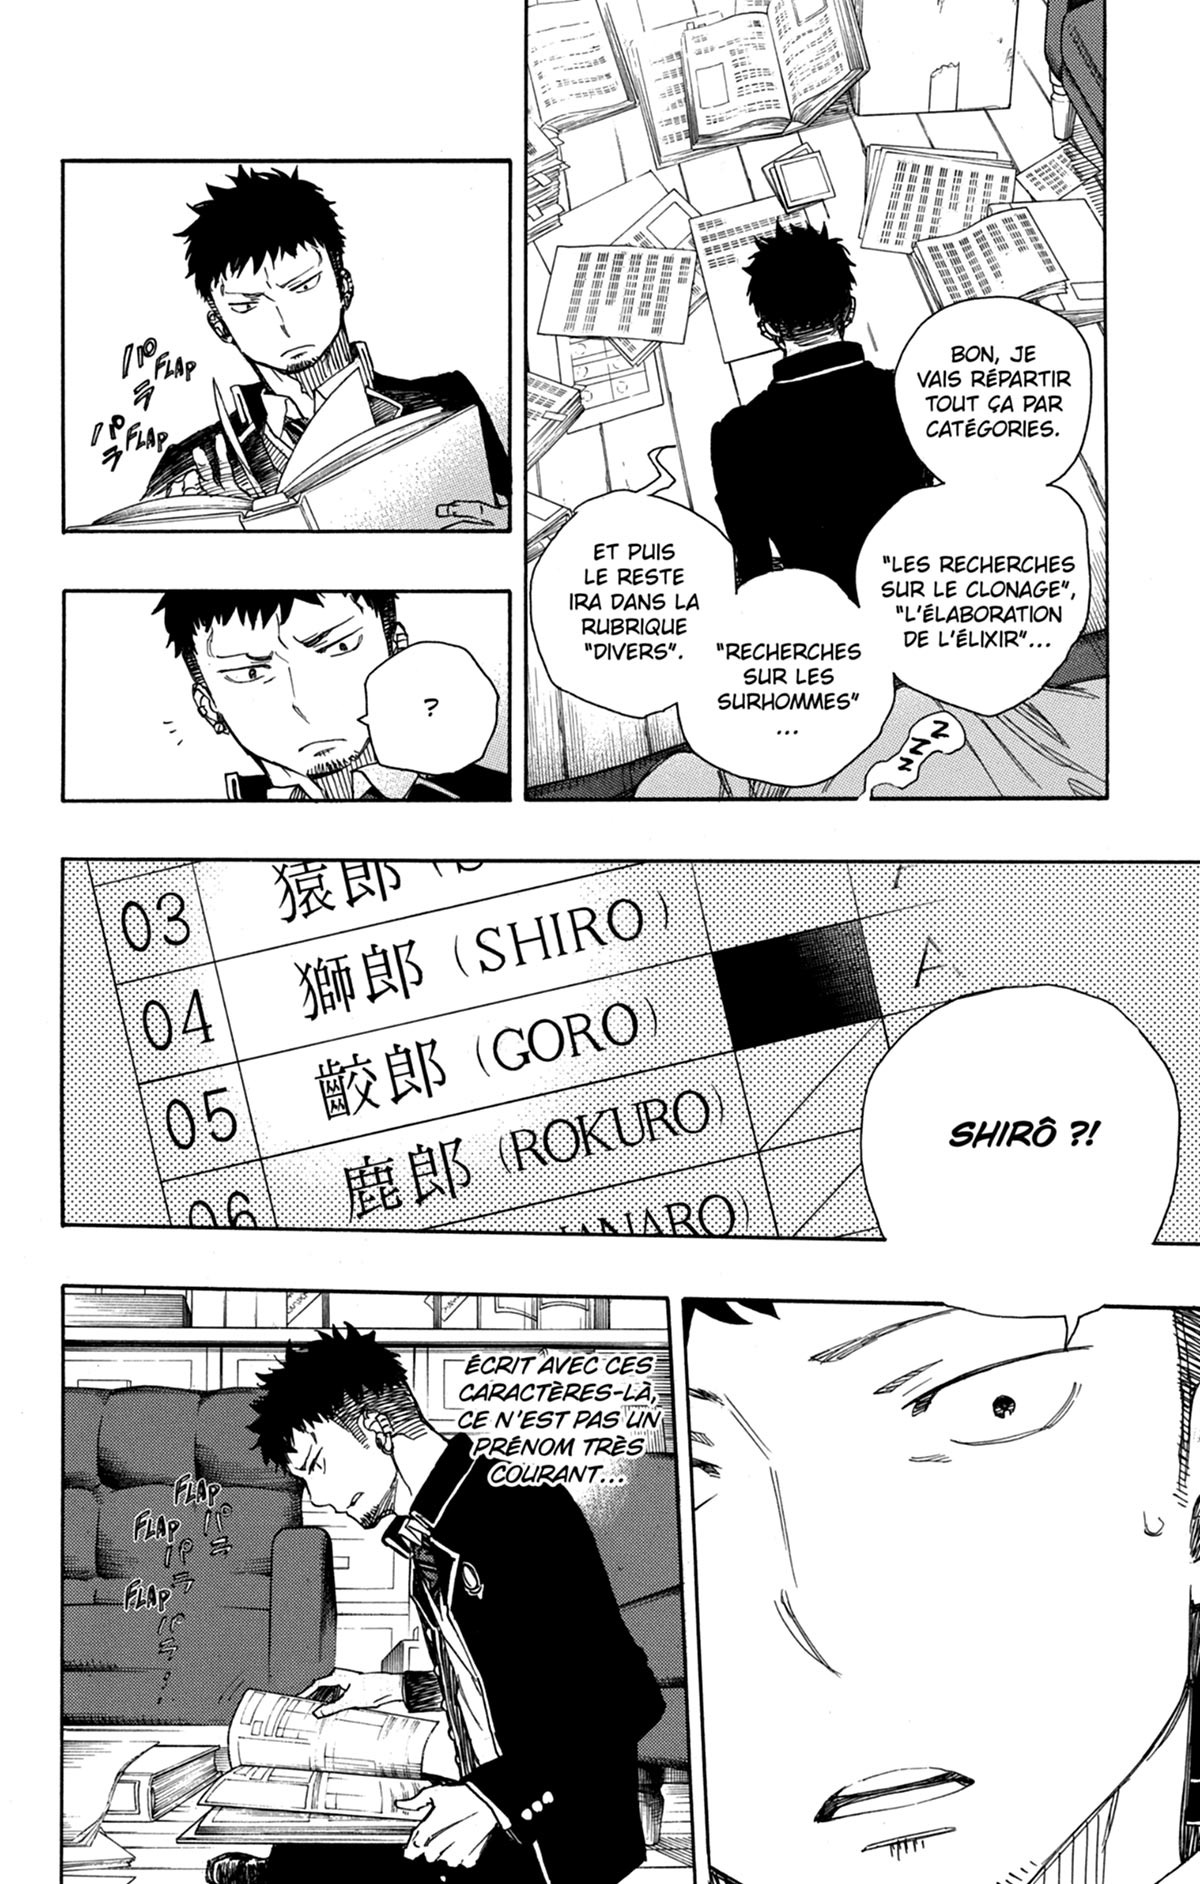 BON, JE
VAIS RÉPARTIR
TOUT ÇA PAR
CATÉGORIES.
"LES RECHERCHES
SUR LE CLONAGE",
"L'ÉLABORATION
DE L'ÉLIXIR"...
"RECHERCHES
SUR LES
SURHOMMES"
...
ET PUIS
LE RESTE
IRA DANS LA
RUBRIQUE
"DIVERS".
Z
Z
Z
Z
パラ
FLAP
パラ
FLAP
?
03 猿郎 (S
04 獅郎 (SHIRO)
A
05 齩郎 (GORO)
06 鹿郎 (ROKURO)
NANARO)
SHIRÔ ?!
ÉCRIT AVEC CES
CARACTÈRES-LÀ,
CE N'EST PAS UN
PRÉNOM TRÈS
COURANT...
FLAP
パラ
FLAP
パラ
FLAP
パラ...